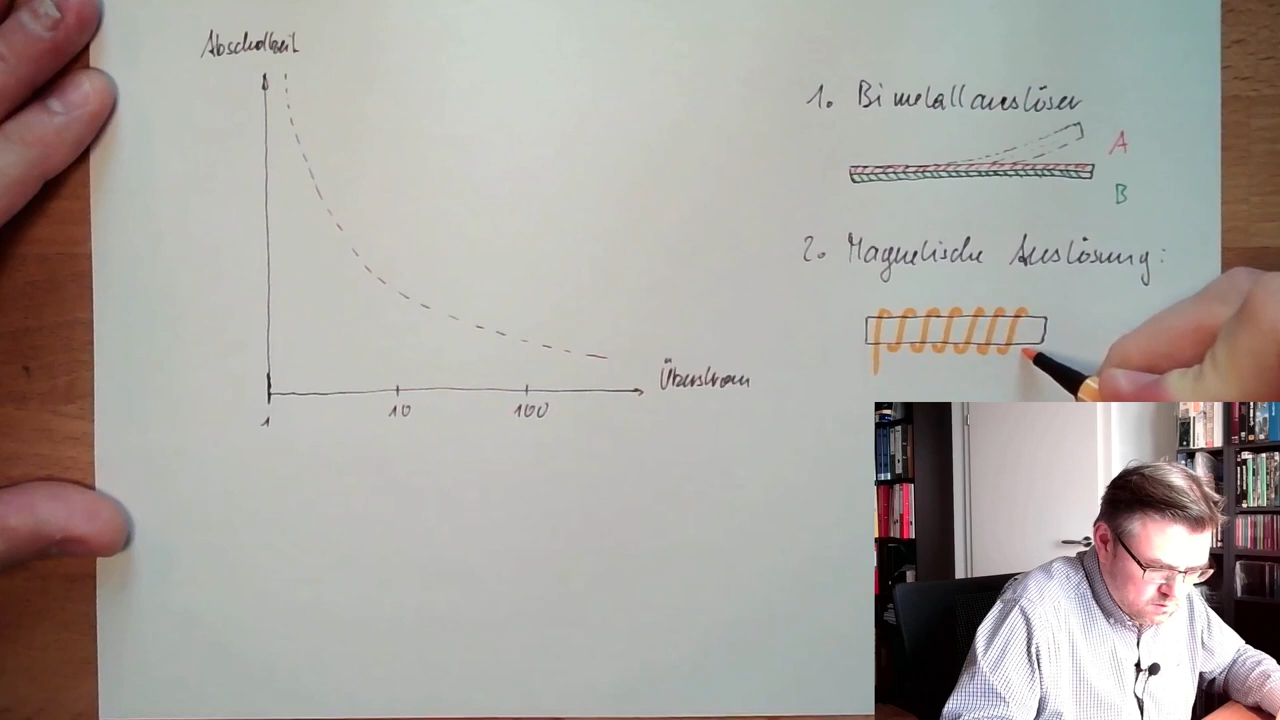 Abschaltzeit
1. Bimetallauslöser
A
B
2. Magnetische Auslösung:
Überstrom
1
10
100